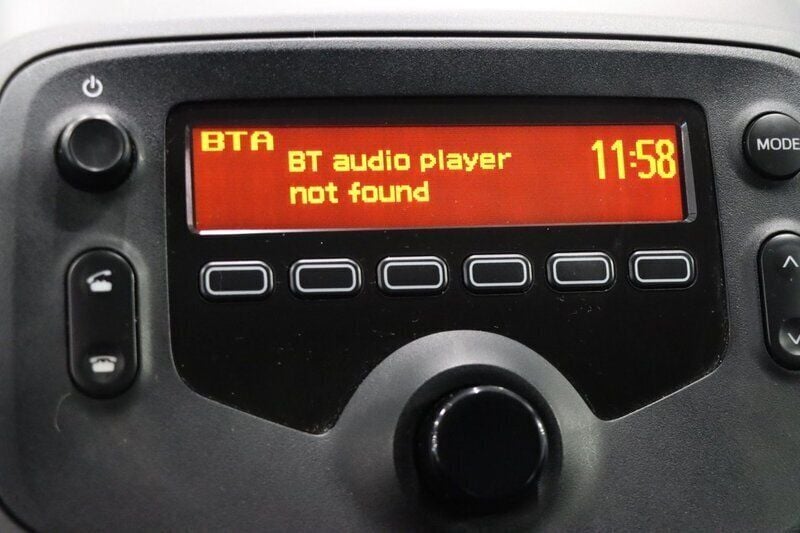 BTA
BT audio player
not found
11:58
MODE